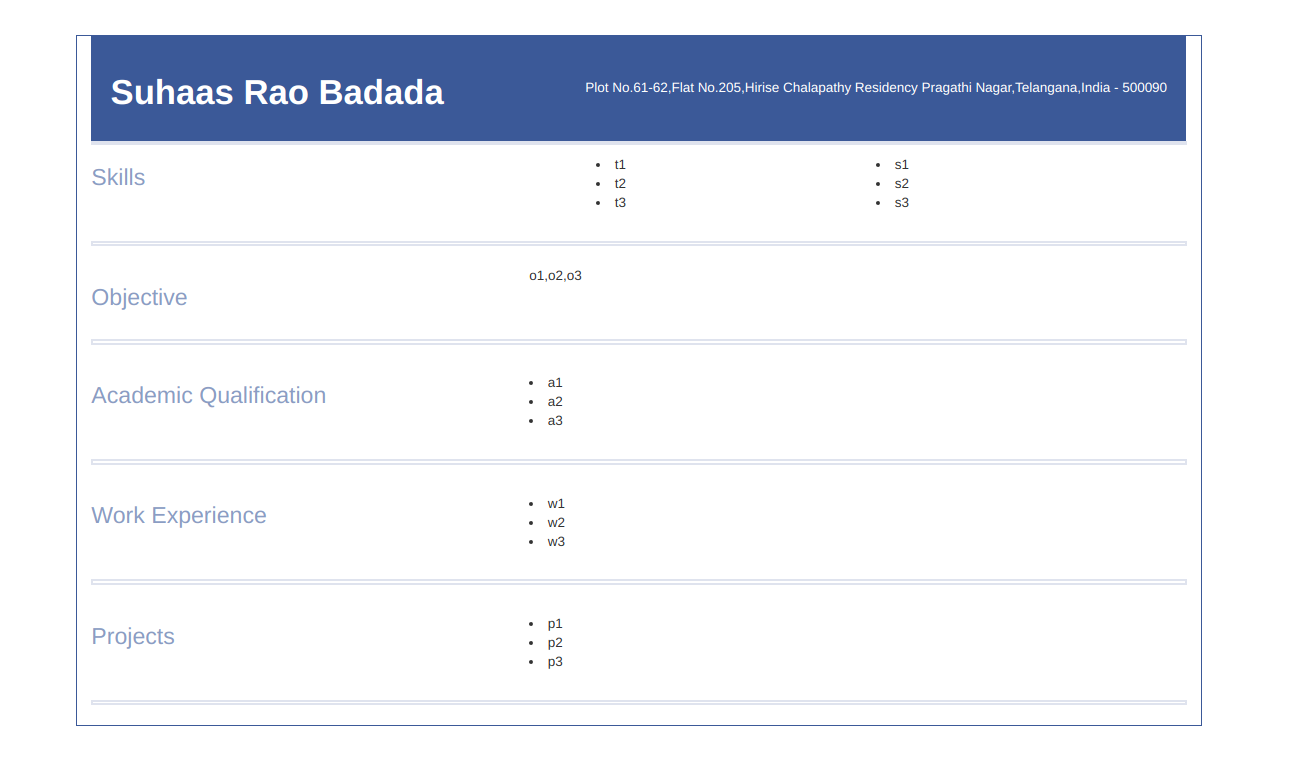 Suhaas Rao Badada
Plot No.61-62,Flat No.205,Hirise Chalapathy Residency Pragathi Nagar,Telangana,India - 500090
Skills
t1
t2
t3
s1
s2
s3
Objective
o1,o2,o3
Academic Qualification
a1
a2
a3
Work Experience
w1
w2
w3
Projects
p1
p2
p3